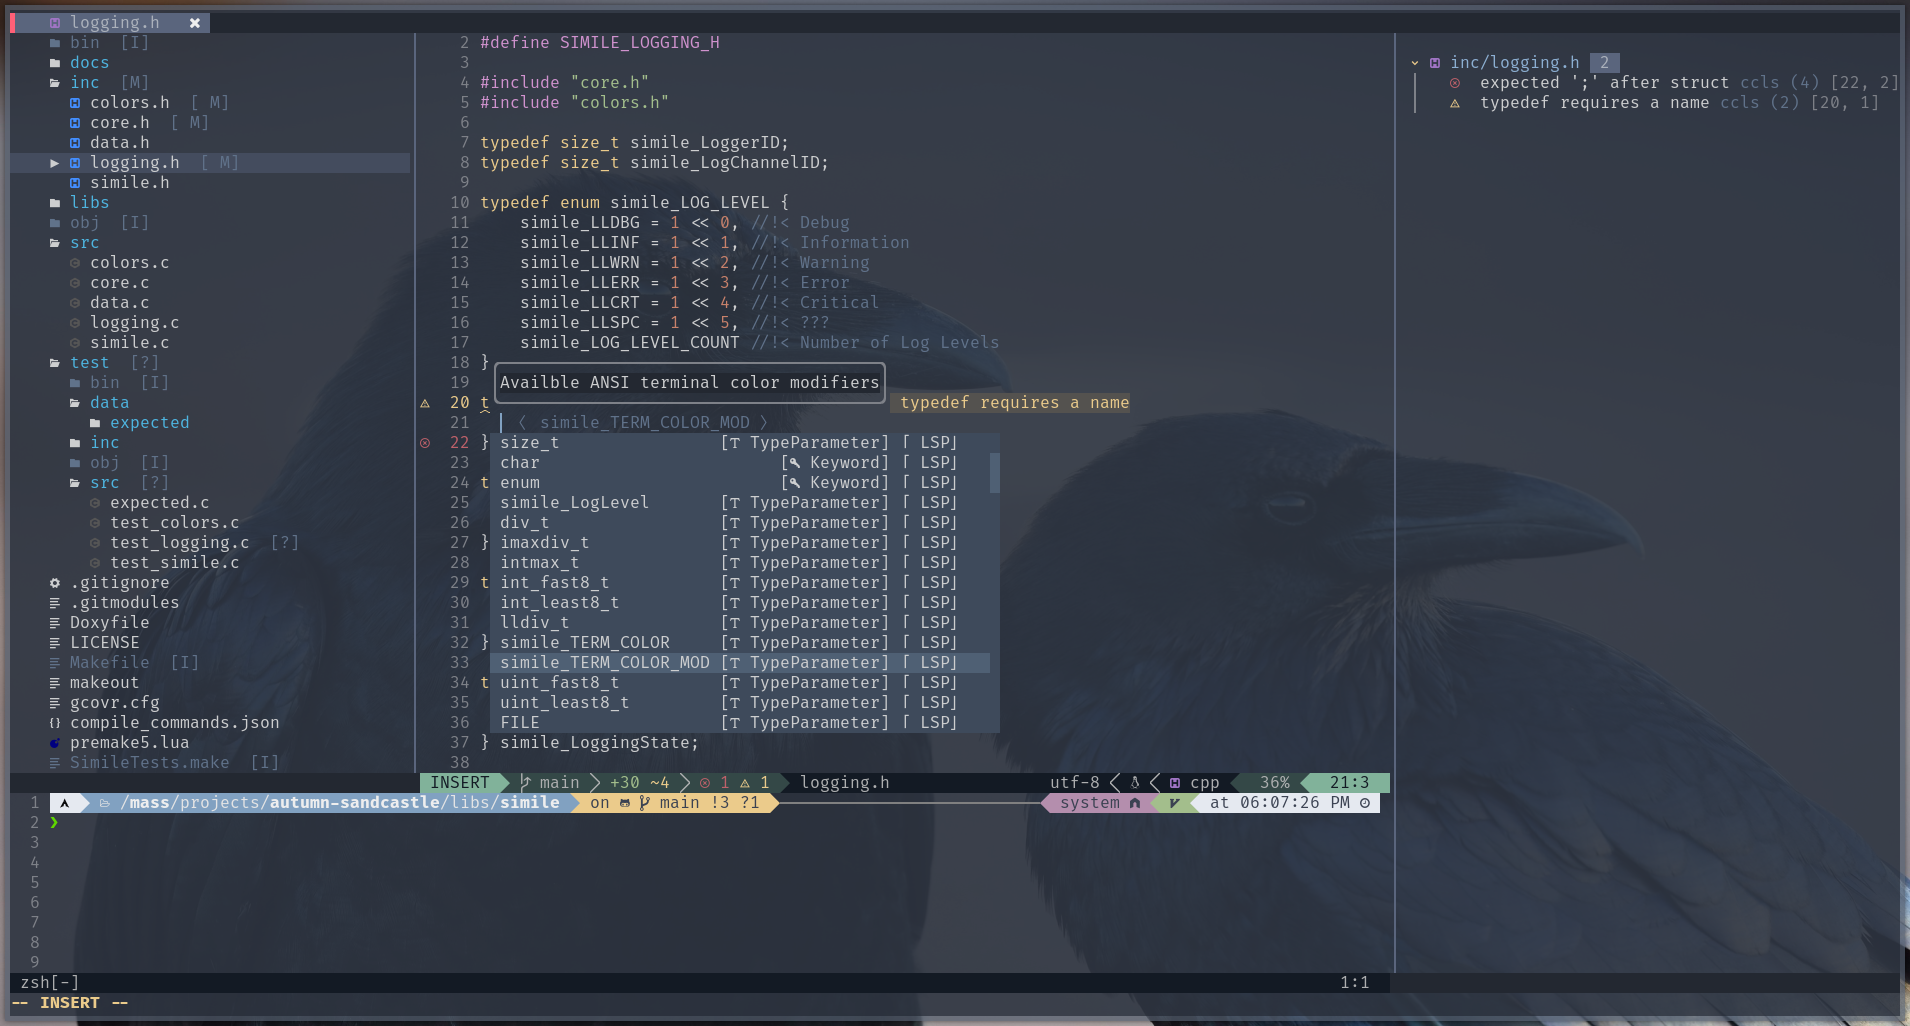 logging.h ✖
bin [I]
docs
inc [M]
colors.h [ M]
core.h [ M]
data.h
logging.h [ M]
simile.h
libs
obj [I]
src
colors.c
core.c
data.c
logging.c
simile.c
test [?]
bin [I]
data
expected
inc
obj [I]
src [?]
expected.c
test_colors.c
test_logging.c [?]
test_simile.c
.gitignore
.gitmodules
Doxyfile
LICENSE
Makefile [I]
makeout
gcovr.cfg
compile_commands.json
premake5.lua
SimileTests.make [I]
2 #define SIMILE_LOGGING_H
3
4 #include "core.h"
5 #include "colors.h"
6
7 typedef size_t simile_LoggerID;
8 typedef size_t simile_LogChannelID;
9
10 typedef enum simile_LOG_LEVEL {
11 simile_LLDBG = 1 << 0, //!< Debug
12 simile_LLINF = 1 << 1, //!< Information
13 simile_LLWRN = 1 << 2, //!< Warning
14 simile_LLERR = 1 << 3, //!< Error
15 simile_LLCRT = 1 << 4, //!< Critical
16 simile_LLSPC = 1 << 5, //!< ???
17 simile_LOG_LEVEL_COUNT //!< Number of Log Levels
18 }
19 Availble ANSI terminal color modifiers
20 t typedef requires a name
21 〈 simile_TERM_COLOR_MOD 〉
22 } size_t [T TypeParameter] ⌈ LSP⌋
23 char [ Keyword] ⌈ LSP⌋
24 t enum [ Keyword] ⌈ LSP⌋
25 simile_LogLevel [T TypeParameter] ⌈ LSP⌋
26 div_t [T TypeParameter] ⌈ LSP⌋
27 } imaxdiv_t [T TypeParameter] ⌈ LSP⌋
28 intmax_t [T TypeParameter] ⌈ LSP⌋
29 t int_fast8_t [T TypeParameter] ⌈ LSP⌋
30 int_least8_t [T TypeParameter] ⌈ LSP⌋
31 lldiv_t [T TypeParameter] ⌈ LSP⌋
32 } simile_TERM_COLOR [T TypeParameter] ⌈ LSP⌋
33 simile_TERM_COLOR_MOD [T TypeParameter] ⌈ LSP⌋
34 t uint_fast8_t [T TypeParameter] ⌈ LSP⌋
35 uint_least8_t [T TypeParameter] ⌈ LSP⌋
36 FILE [T TypeParameter] ⌈ LSP⌋
37 } simile_LoggingState;
38
inc/logging.h 2
expected ';' after struct ccls (4) [22, 2]
typedef requires a name ccls (2) [20, 1]
INSERT main +30 ~4 1 1 logging.h utf-8 cpp 36% 21:3
1 /mass/projects/autumn-sandcastle/libs/simile on main !3 ?1 system at 06:07:26 PM
2 ❯
3
4
5
6
7
8
9
zsh[-] 1:1
-- INSERT --